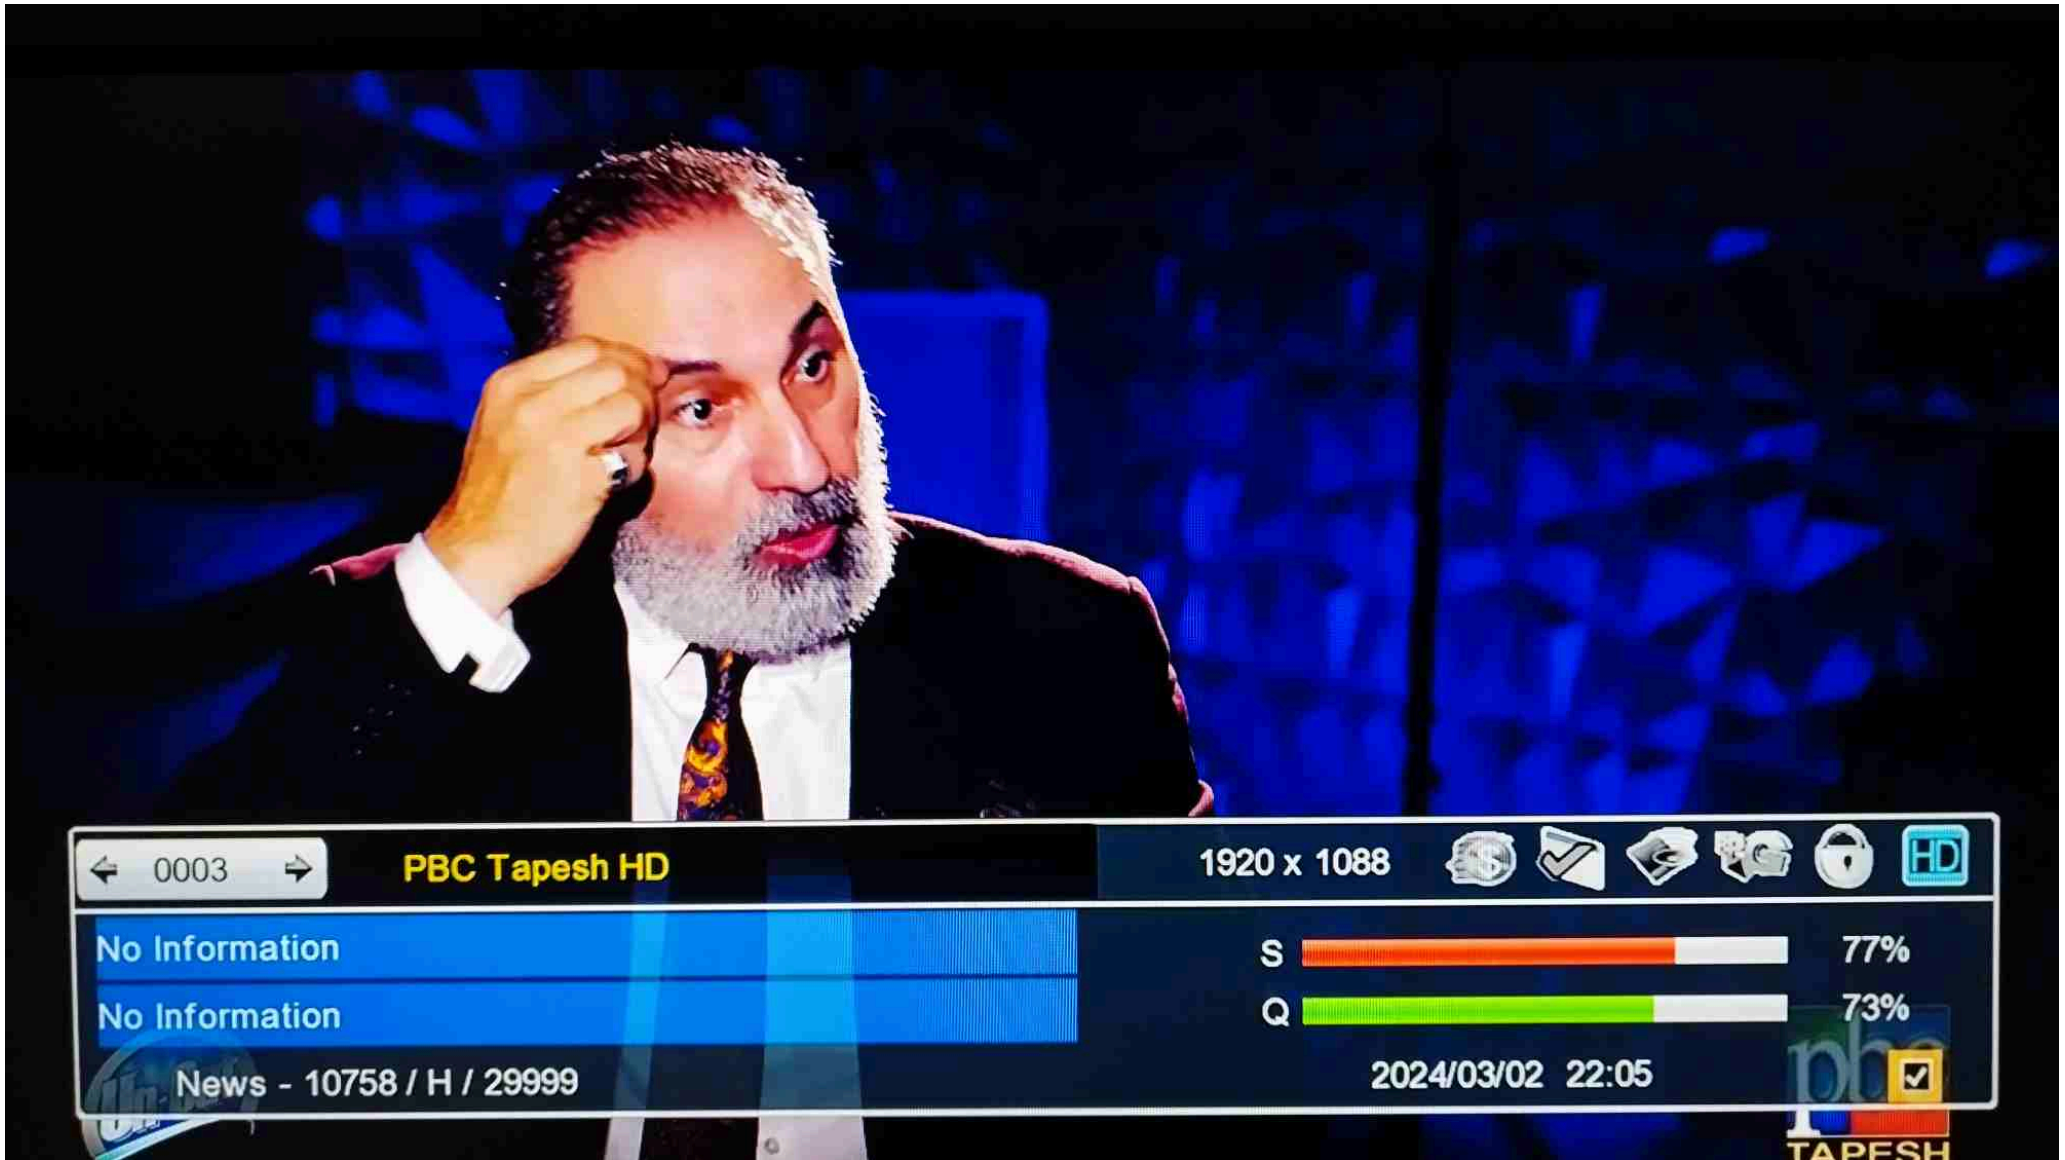 0003
PBC Tapesh HD
1920 x 1088
HD
No Information
S 77%
No Information
Q 73%
News - 10758 / H / 29999
2024/03/02 22:05
pbc
TAPESH